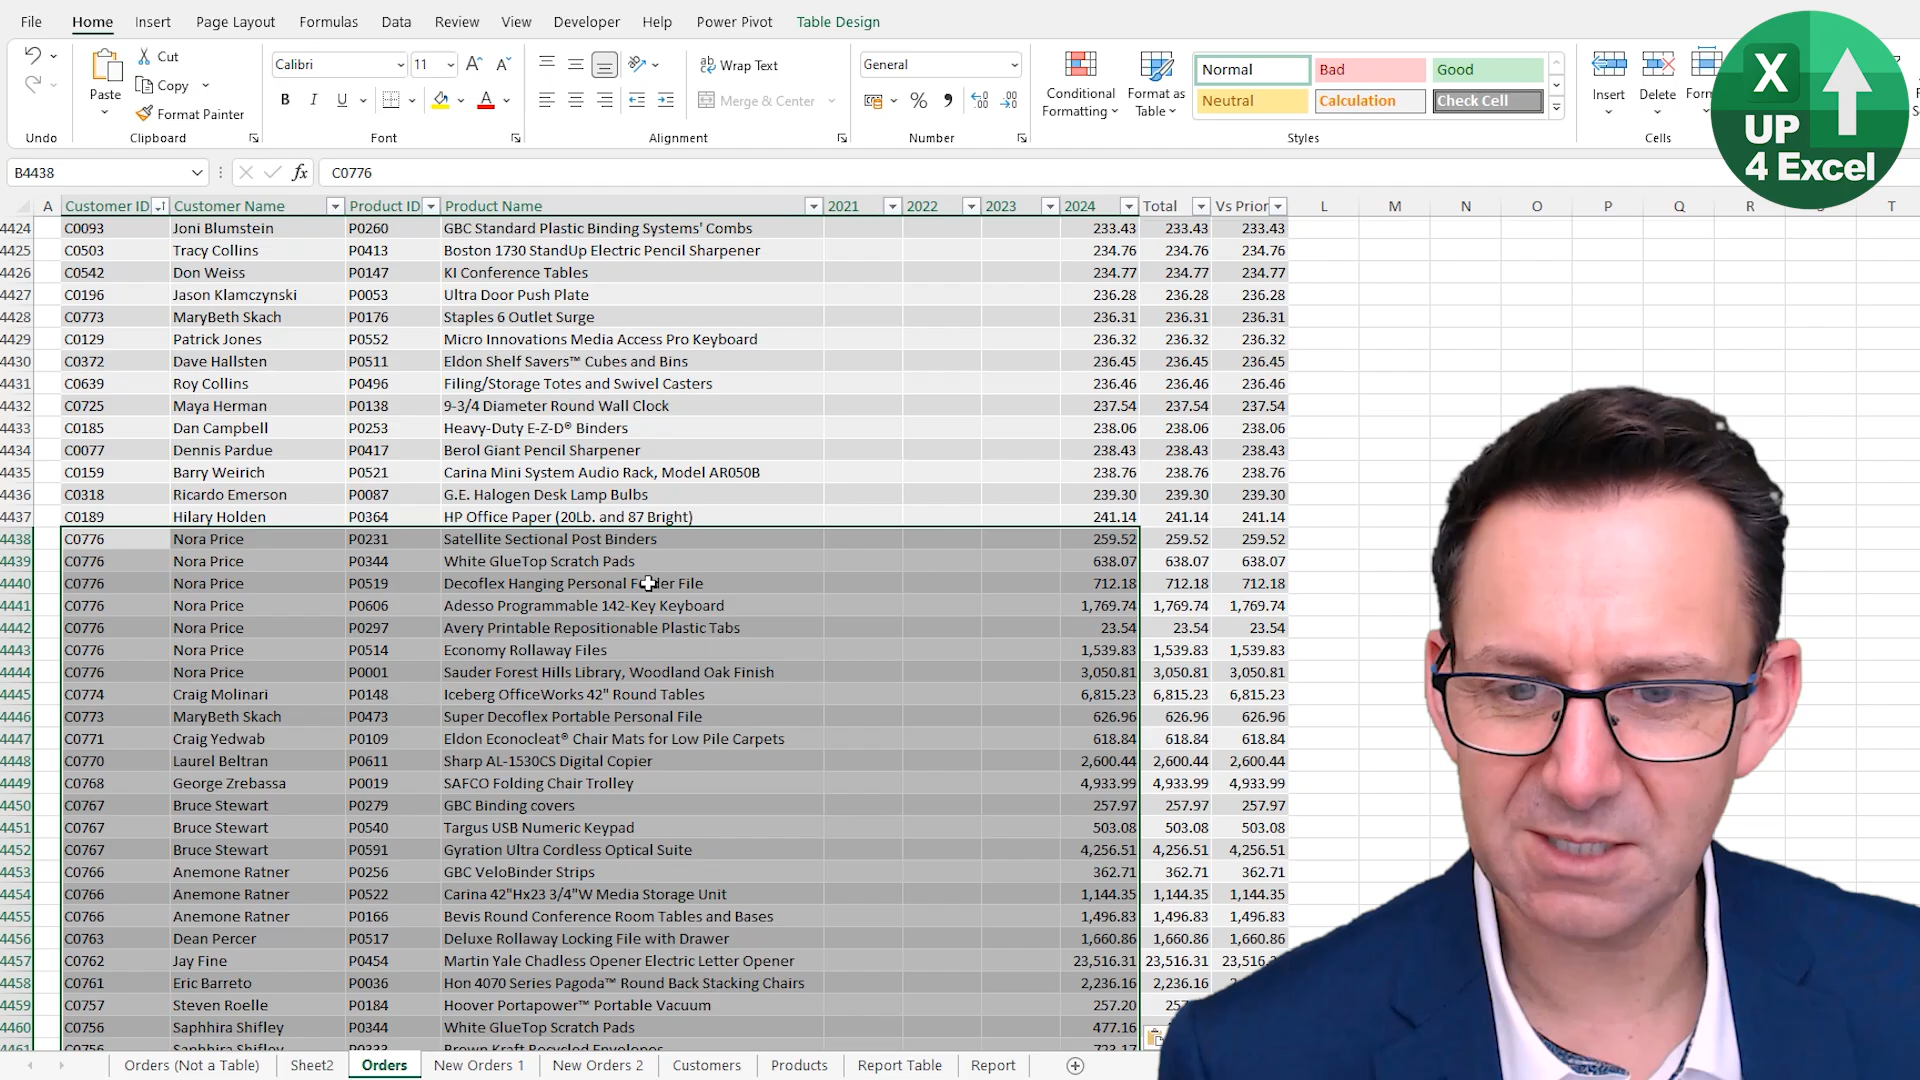 File Home Insert Page Layout Formulas Data Review View Developer Help Power Pivot Table Design
Undo
Paste
Cut
Copy
Format Painter
Clipboard
Calibri 11
B I U A
Font
Wrap Text
Merge & Center
Alignment
General
Number
Conditional Formatting
Format as Table
Normal Bad Good
Neutral Calculation Check Cell
Styles
Insert Delete
Cells
X
UP
4 Excel
B4438 fx C0776
A Customer ID Customer Name Product ID Product Name 2021 2022 2023 2024 Total Vs Prior L M N O P Q R T
4424 C0093 Joni Blumstein P0260 GBC Standard Plastic Binding Systems' Combs 233.43 233.43 233.43
4425 C0503 Tracy Collins P0413 Boston 1730 StandUp Electric Pencil Sharpener 234.76 234.76 234.76
4426 C0542 Don Weiss P0147 KI Conference Tables 234.77 234.77 234.77
4427 C0196 Jason Klamczynski P0053 Ultra Door Push Plate 236.28 236.28 236.28
4428 C0773 MaryBeth Skach P0176 Staples 6 Outlet Surge 236.31 236.31 236.31
4429 C0129 Patrick Jones P0552 Micro Innovations Media Access Pro Keyboard 236.32 236.32 236.32
4430 C0372 Dave Hallsten P0511 Eldon Shelf Savers™ Cubes and Bins 236.45 236.45 236.45
4431 C0639 Roy Collins P0496 Filing/Storage Totes and Swivel Casters 236.46 236.46 236.46
4432 C0725 Maya Herman P0138 9-3/4 Diameter Round Wall Clock 237.54 237.54 237.54
4433 C0185 Dan Campbell P0253 Heavy-Duty E-Z-D® Binders 238.06 238.06 238.06
4434 C0077 Dennis Pardue P0417 Berol Giant Pencil Sharpener 238.43 238.43 238.43
4435 C0159 Barry Weirich P0521 Carina Mini System Audio Rack, Model AR050B 238.76 238.76 238.76
4436 C0318 Ricardo Emerson P0087 G.E. Halogen Desk Lamp Bulbs 239.30 239.30 239.30
4437 C0189 Hilary Holden P0364 HP Office Paper (20Lb. and 87 Bright) 241.14 241.14 241.14
4438 C0776 Nora Price P0231 Satellite Sectional Post Binders 259.52 259.52 259.52
4439 C0776 Nora Price P0344 White GlueTop Scratch Pads 638.07 638.07 638.07
4440 C0776 Nora Price P0519 Decoflex Hanging Personal Folder File 712.18 712.18 712.18
4441 C0776 Nora Price P0606 Adesso Programmable 142-Key Keyboard 1,769.74 1,769.74 1,769.74
4442 C0776 Nora Price P0297 Avery Printable Repositionable Plastic Tabs 23.54 23.54 23.54
4443 C0776 Nora Price P0514 Economy Rollaway Files 1,539.83 1,539.83 1,539.83
4444 C0776 Nora Price P0001 Sauder Forest Hills Library, Woodland Oak Finish 3,050.81 3,050.81 3,050.81
4445 C0774 Craig Molinari P0148 Iceberg OfficeWorks 42" Round Tables 6,815.23 6,815.23 6,815.23
4446 C0773 MaryBeth Skach P0473 Super Decoflex Portable Personal File 626.96 626.96 626.96
4447 C0771 Craig Yedwab P0109 Eldon Econocleat® Chair Mats for Low Pile Carpets 618.84 618.84 618.84
4448 C0770 Laurel Beltran P0611 Sharp AL-1530CS Digital Copier 2,600.44 2,600.44 2,600.44
4449 C0768 George Zrebassa P0019 SAFCO Folding Chair Trolley 4,933.99 4,933.99 4,933.99
4450 C0767 Bruce Stewart P0279 GBC Binding covers 257.97 257.97 257.97
4451 C0767 Bruce Stewart P0540 Targus USB Numeric Keypad 503.08 503.08 503.08
4452 C0767 Bruce Stewart P0591 Gyration Ultra Cordless Optical Suite 4,256.51 4,256.51 4,256.51
4453 C0766 Anemone Ratner P0256 GBC VeloBinder Strips 362.71 362.71 362.71
4454 C0766 Anemone Ratner P0522 Carina 42"Hx23 3/4"W Media Storage Unit 1,144.35 1,144.35 1,144.35
4455 C0766 Anemone Ratner P0166 Bevis Round Conference Room Tables and Bases 1,496.83 1,496.83 1,496.83
4456 C0763 Dean Percer P0517 Deluxe Rollaway Locking File with Drawer 1,660.86 1,660.86 1,660.86
4457 C0762 Jay Fine P0454 Martin Yale Chadless Opener Electric Letter Opener 23,516.31 23,516.31 23,516.
4458 C0761 Eric Barreto P0036 Hon 4070 Series Pagoda™ Round Back Stacking Chairs 2,236.16 2,236.16 2,2
4459 C0757 Steven Roelle P0184 Hoover Portapower™ Portable Vacuum 257.20 257
4460 C0756 Saphhira Shifley P0344 White GlueTop Scratch Pads 477.16
4461 C0756 Saphhira Shifley P0333 Brown Kraft Recycled Envelopes 723.17
Orders (Not a Table) Sheet2 Orders New Orders 1 New Orders 2 Customers Products Report Table Report